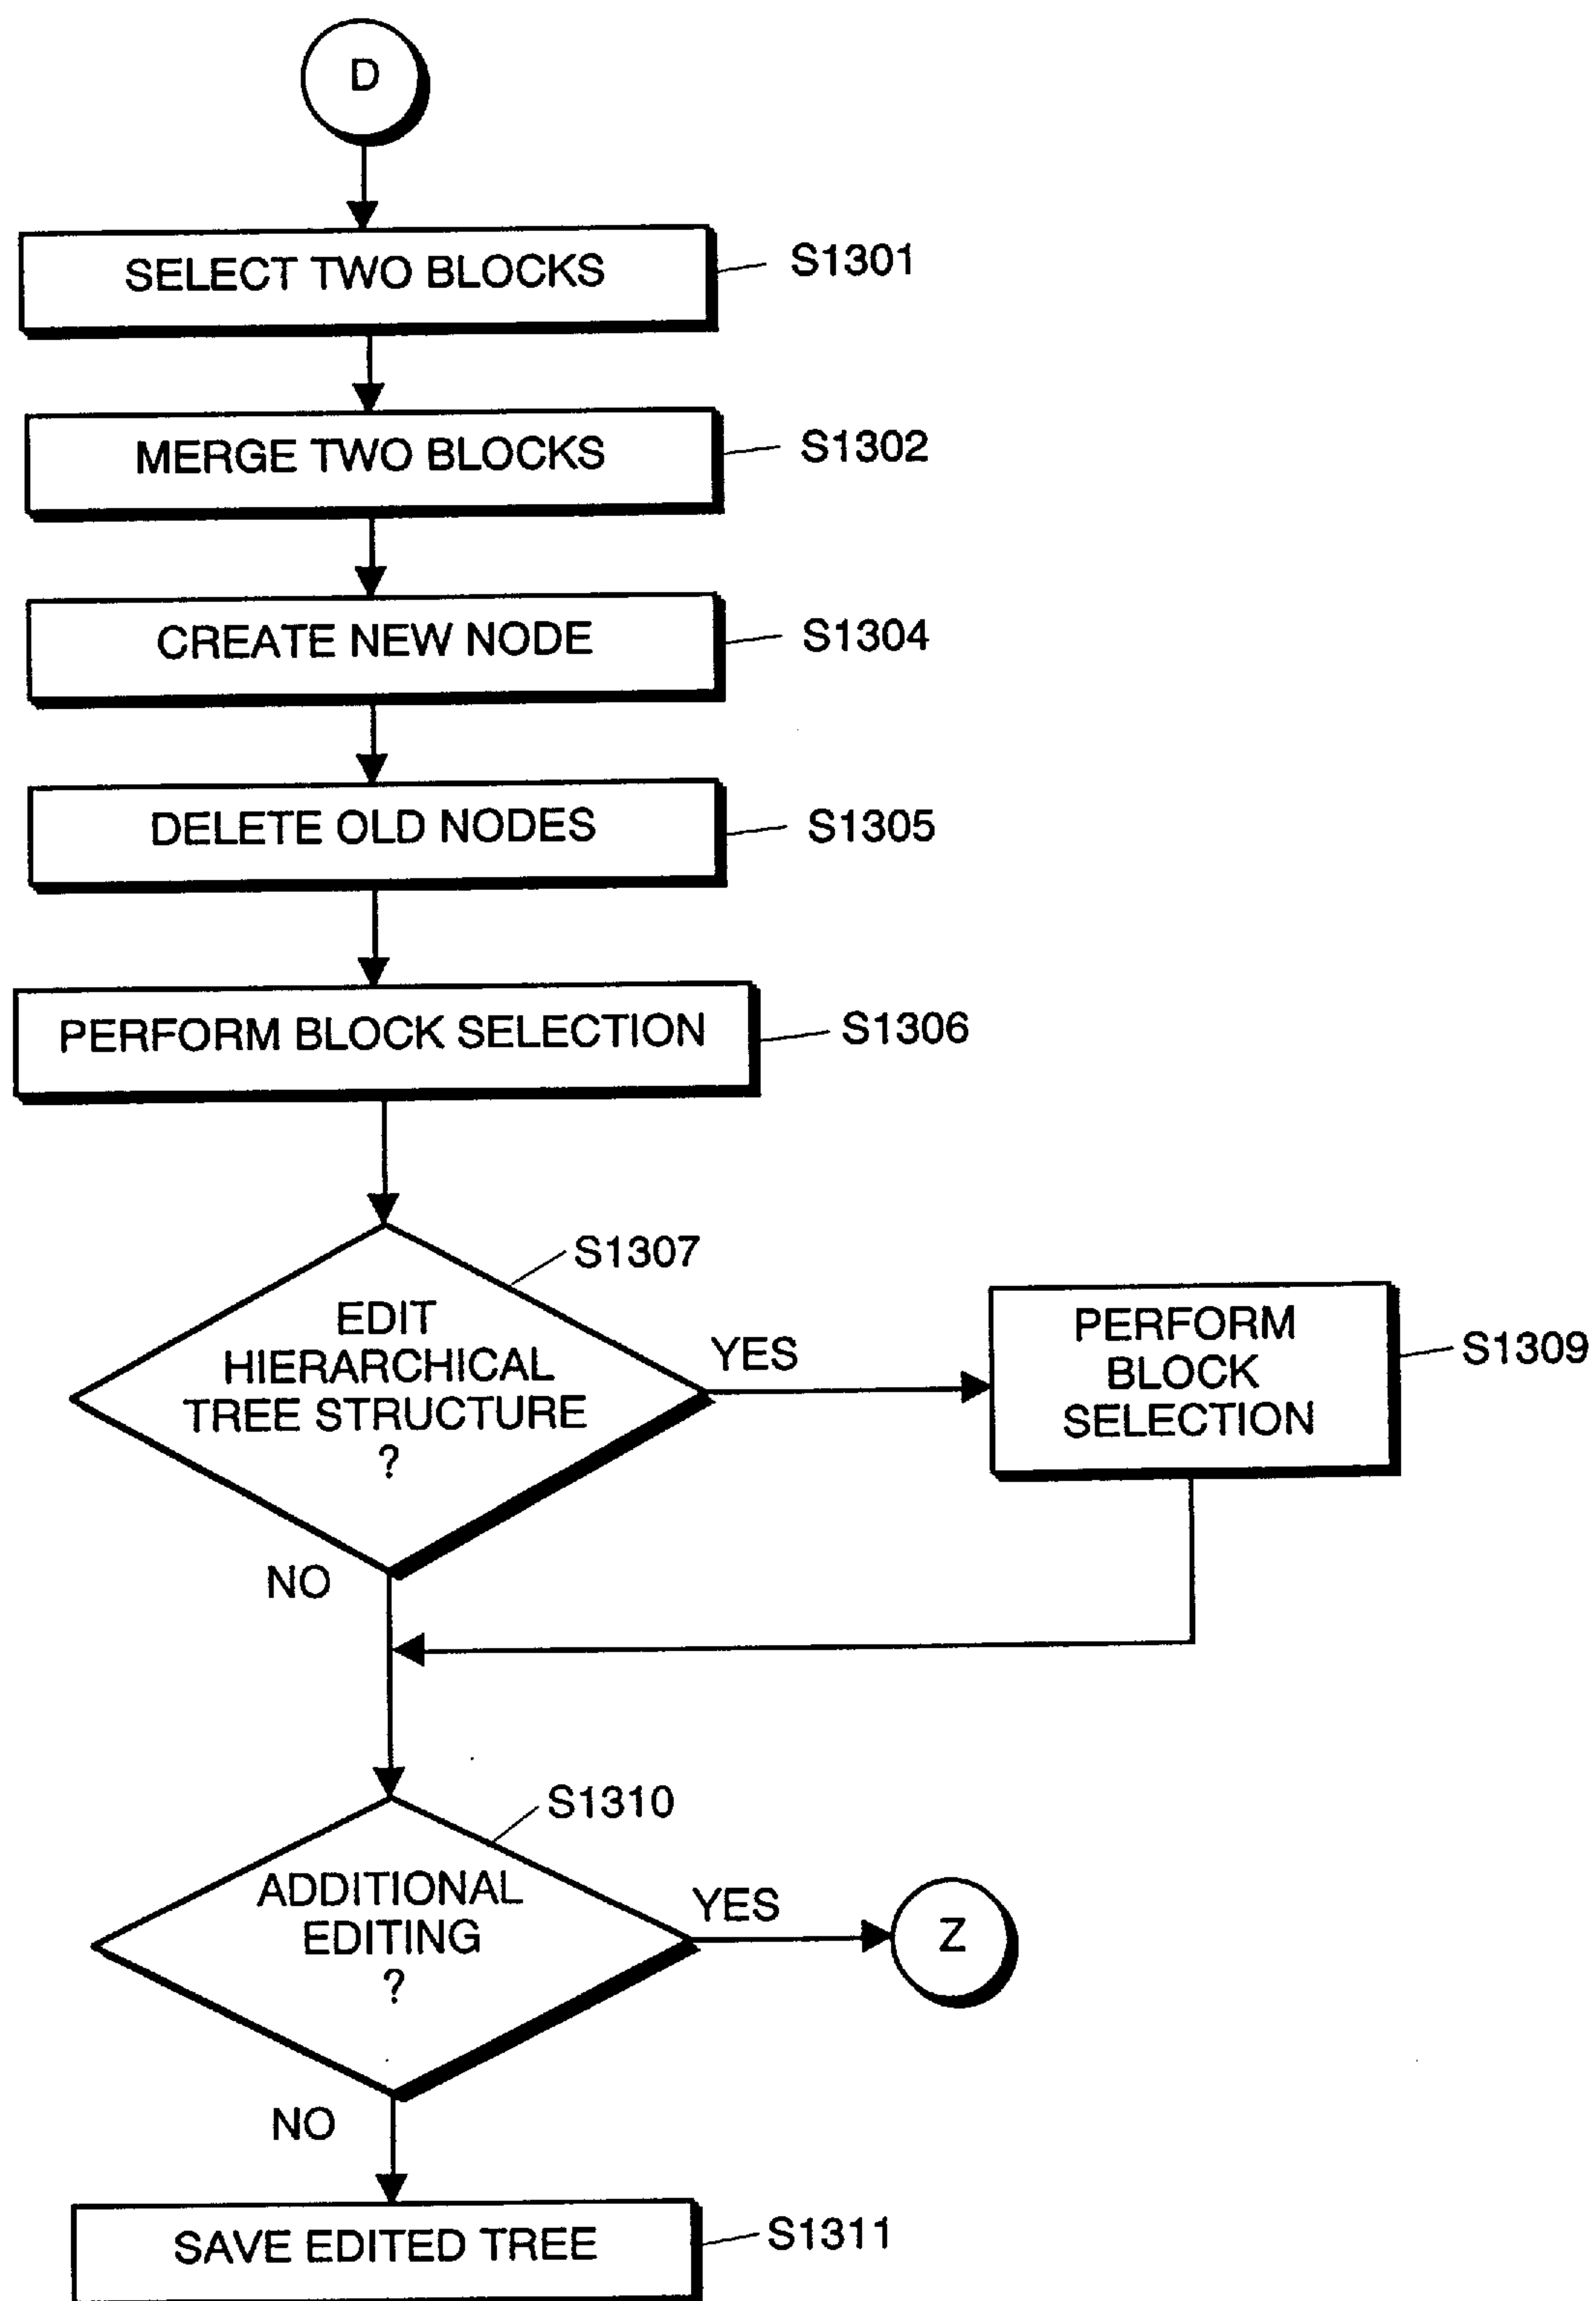 D
SELECT TWO BLOCKS
S1301
MERGE TWO BLOCKS
S1302
CREATE NEW NODE
S1304
DELETE OLD NODES
S1305
PERFORM BLOCK SELECTION
S1306
S1307
EDIT
HIERARCHICAL
TREE STRUCTURE
?
YES
PERFORM
BLOCK
SELECTION
S1309
NO
S1310
ADDITIONAL
EDITING
?
YES
Z
NO
SAVE EDITED TREE
S1311